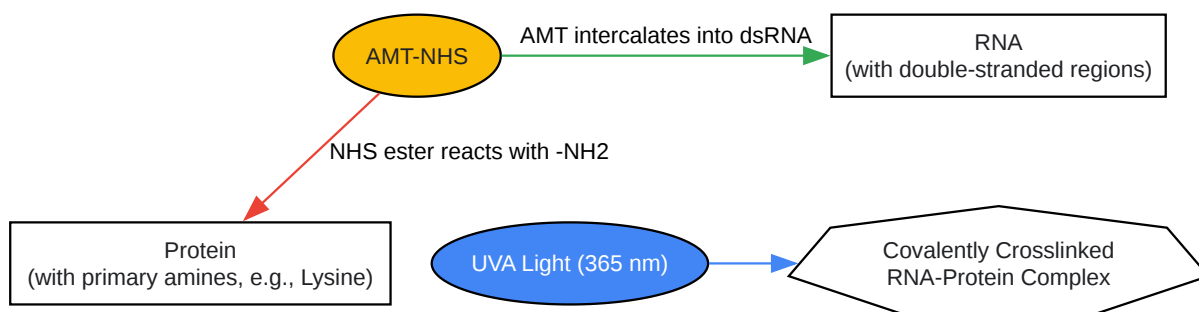 AMT-NHS
AMT intercalates into dsRNA
RNA
(with double-stranded regions)
NHS ester reacts with -NH2
Protein
(with primary amines, e.g., Lysine)
UVA Light (365 nm)
Covalently Crosslinked
RNA-Protein Complex